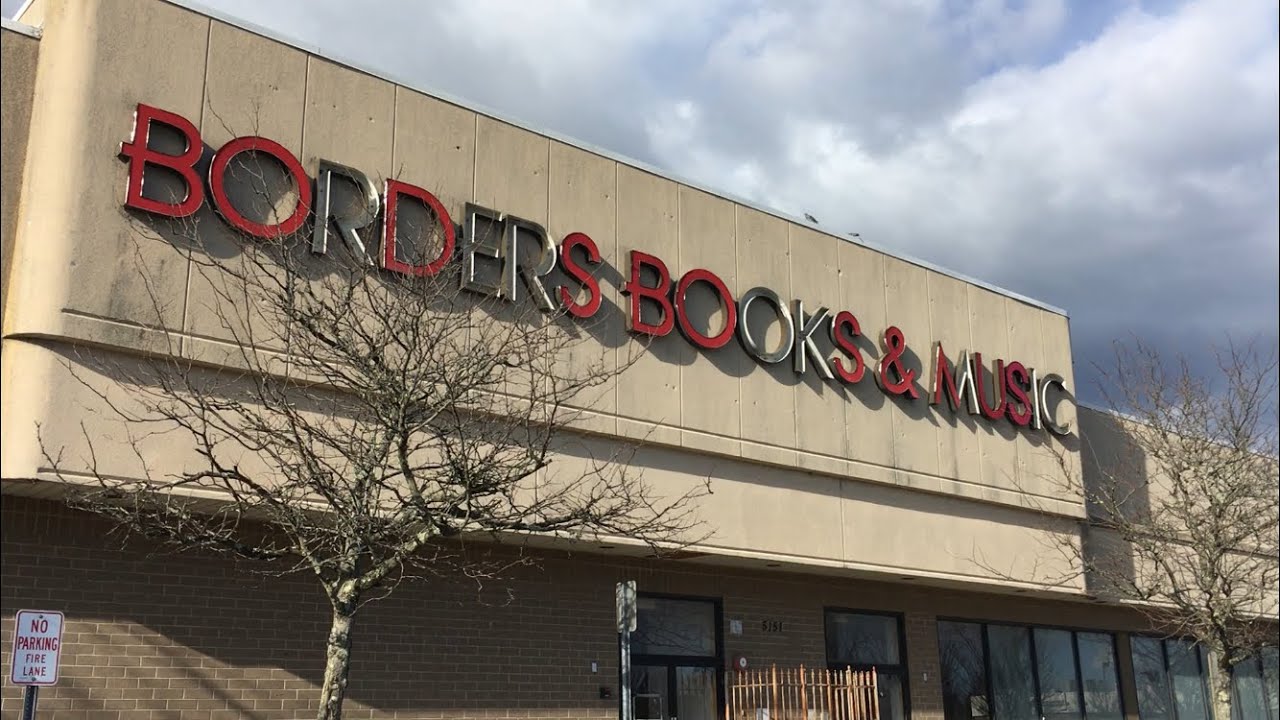 BORDERS BOOKS & MUSIC
5151
NO
PARKING
FIRE
LANE